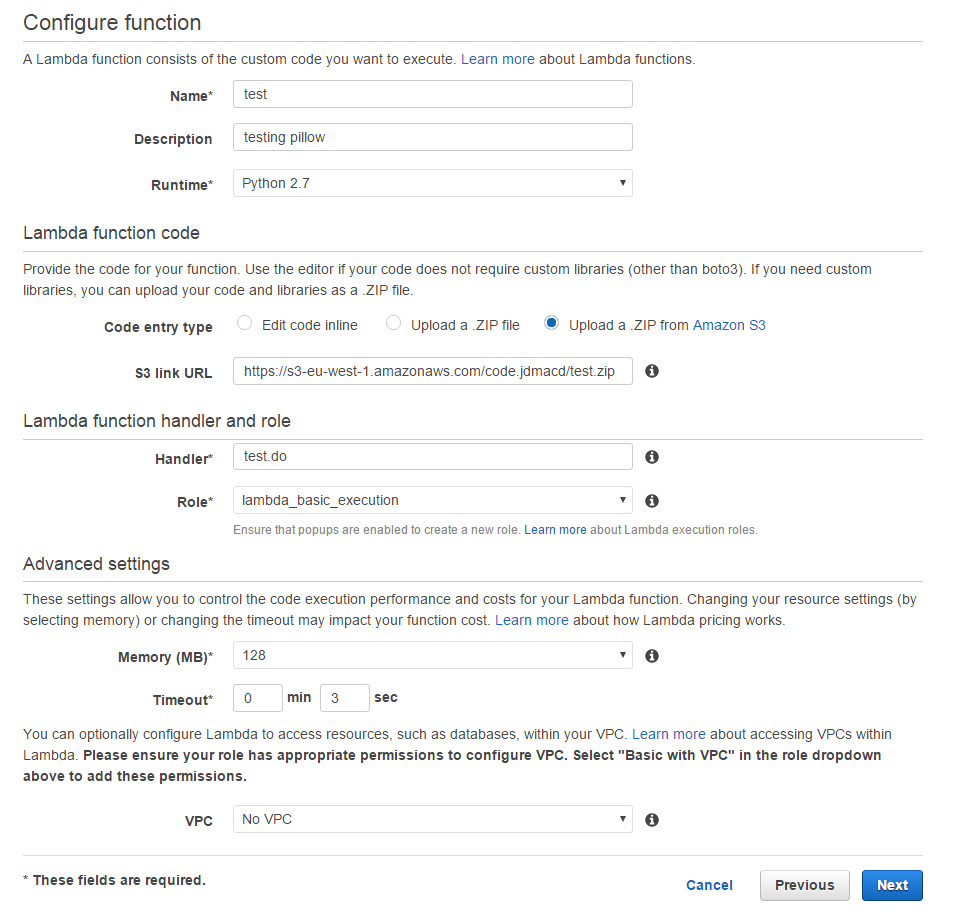 Configure function
A Lambda function consists of the custom code you want to execute. Learn more about Lambda functions.
Name* test
Description testing pillow
Runtime* Python 2.7
Lambda function code
Provide the code for your function. Use the editor if your code does not require custom libraries (other than boto3). If you need custom
libraries, you can upload your code and libraries as a .ZIP file.
Code entry type Edit code inline Upload a .ZIP file Upload a .ZIP from Amazon S3
S3 link URL https://s3-eu-west-1.amazonaws.com/code.jdmacd/test.zip
Lambda function handler and role
Handler* test.do
Role* lambda_basic_execution
Ensure that popups are enabled to create a new role. Learn more about Lambda execution roles.
Advanced settings
These settings allow you to control the code execution performance and costs for your Lambda function. Changing your resource settings (by
selecting memory) or changing the timeout may impact your function cost. Learn more about how Lambda pricing works.
Memory (MB)* 128
Timeout* 0 min 3 sec
You can optionally configure Lambda to access resources, such as databases, within your VPC. Learn more about accessing VPCs within
Lambda. Please ensure your role has appropriate permissions to configure VPC. Select "Basic with VPC" in the role dropdown
above to add these permissions.
VPC No VPC
* These fields are required.
Cancel Previous Next